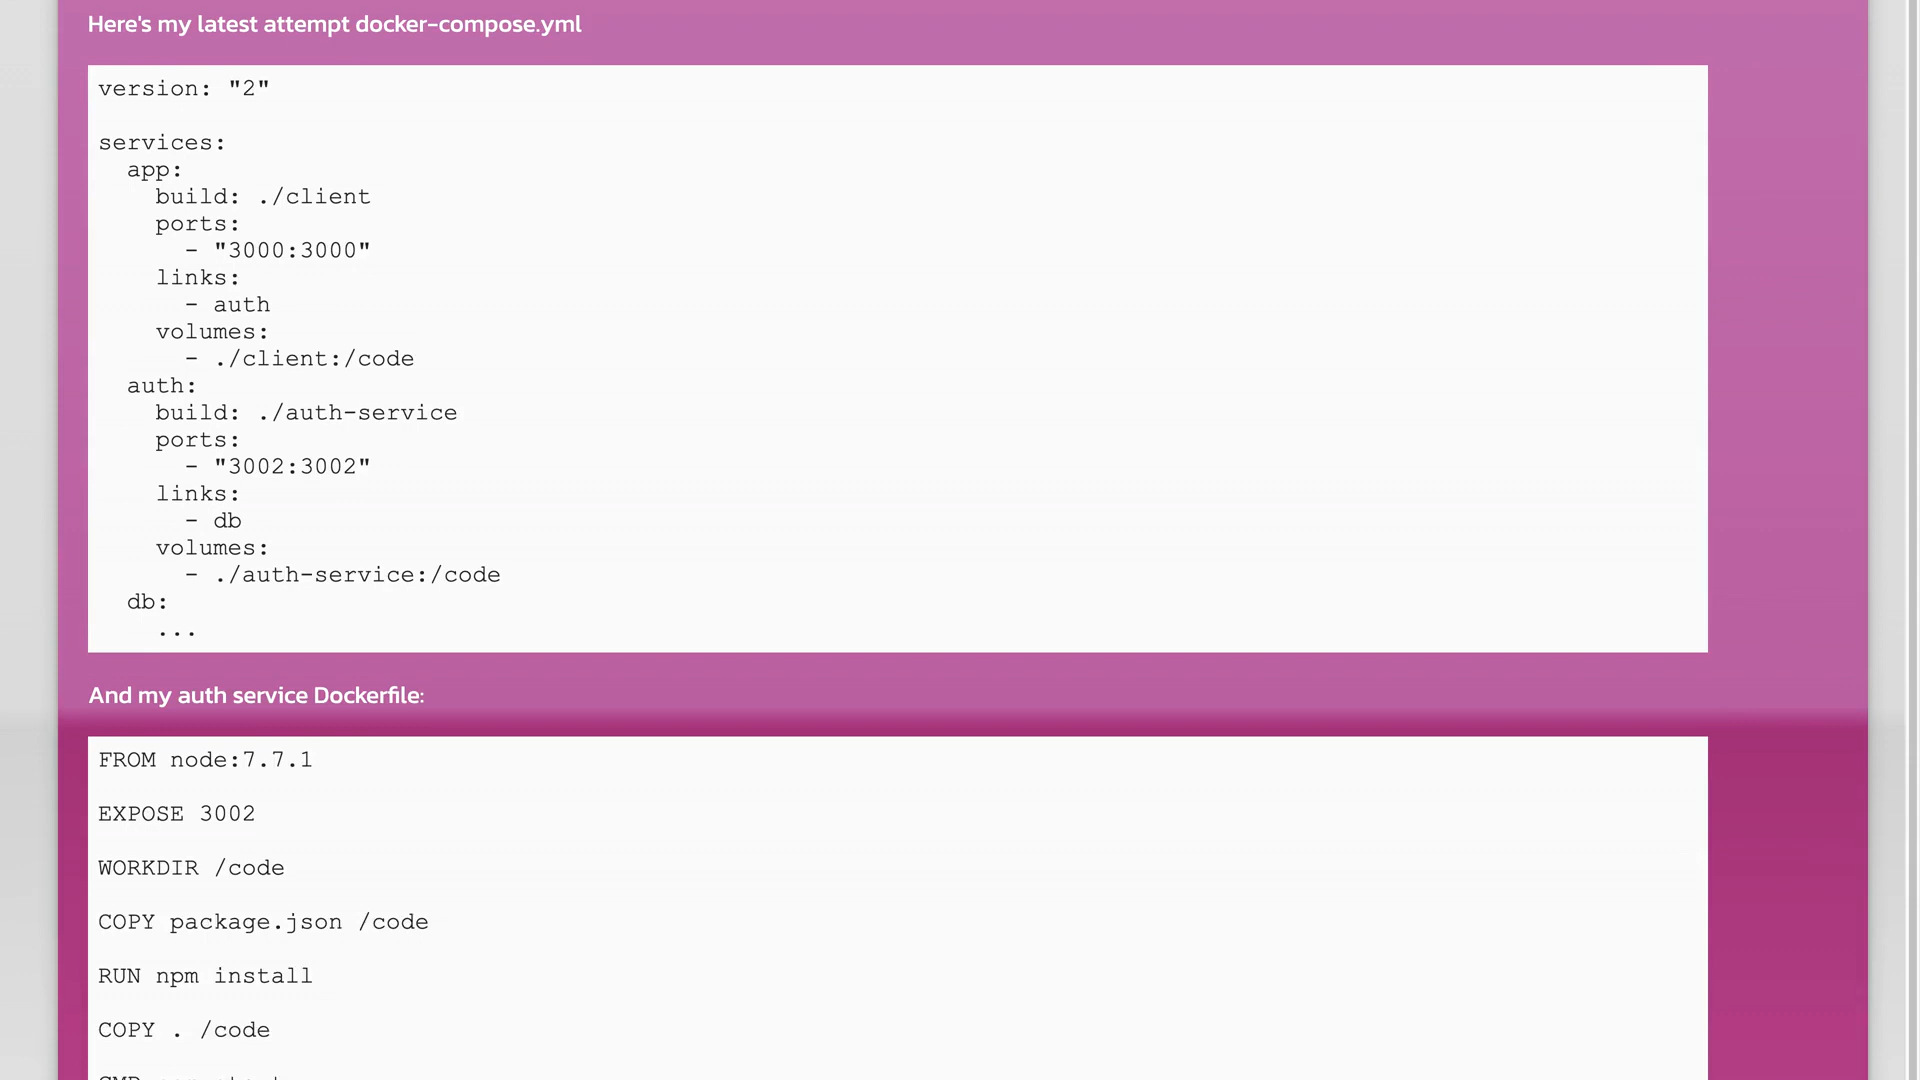 Here's my latest attempt docker-compose.yml
version: "2"
services:
  app:
    build: ./client
    ports:
      - "3000:3000"
    links:
      - auth
    volumes:
      - ./client:/code
  auth:
    build: ./auth-service
    ports:
      - "3002:3002"
    links:
      - db
    volumes:
      - ./auth-service:/code
  db:
    ...
And my auth service Dockerfile:
FROM node:7.7.1
EXPOSE 3002
WORKDIR /code
COPY package.json /code
RUN npm install
COPY . /code